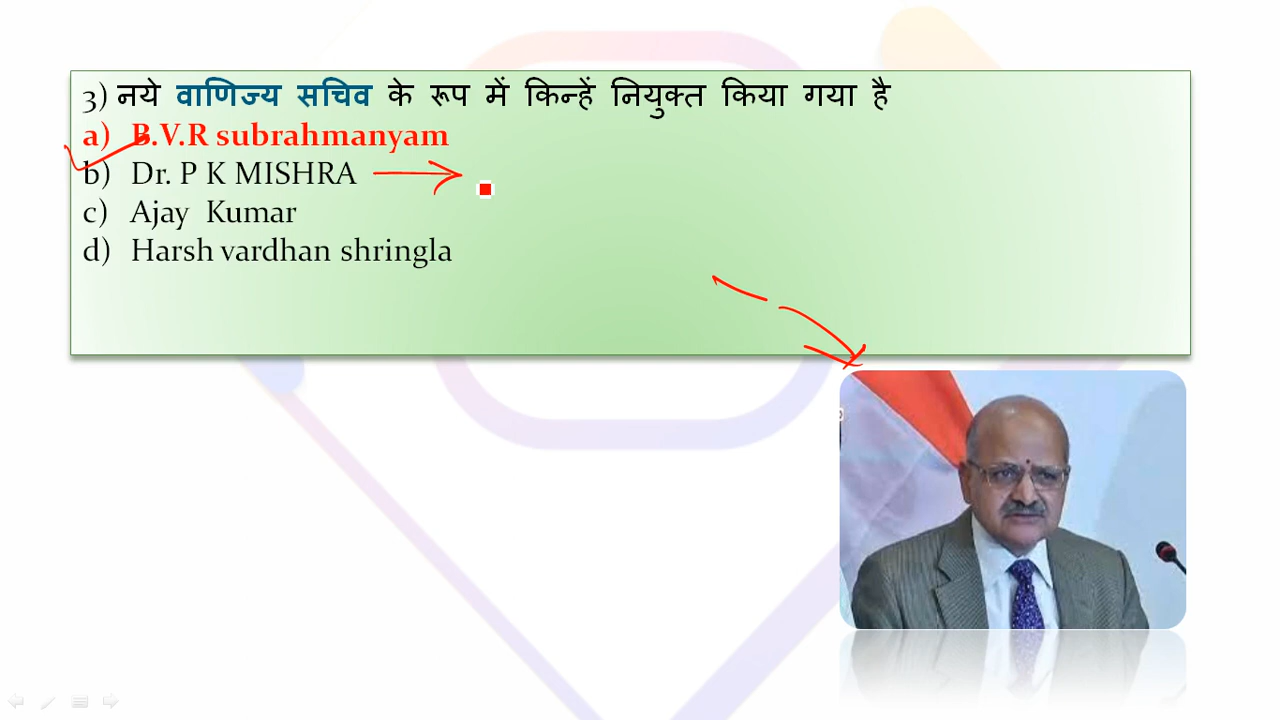 3) नये वाणिज्य सचिव के रूप में किन्हें नियुक्त किया गया है
a) B.V.R subrahmanyam
b) Dr. P K MISHRA
c) Ajay Kumar
d) Harsh vardhan shringla